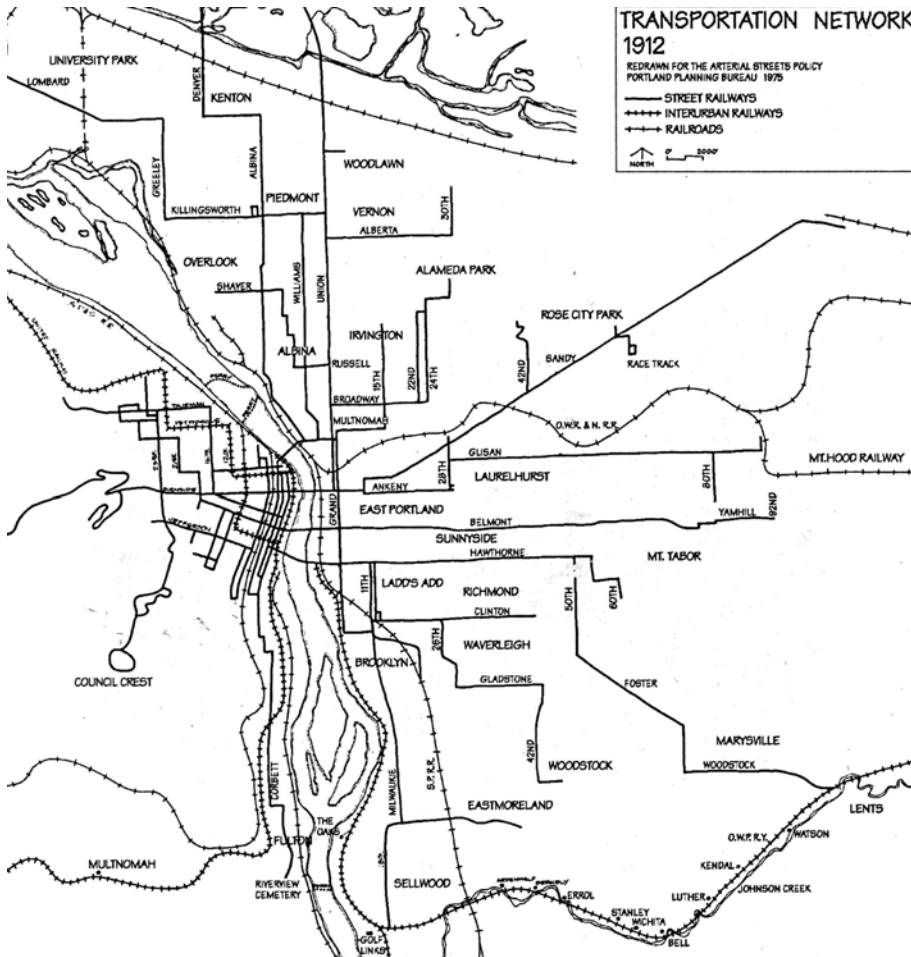 TRANSPORTATION NETWORK
1912
REDRAWN FOR THE ARTERIAL STREETS POLICY
PORTLAND PLANNING BUREAU 1975
STREET RAILWAYS
INTERURBAN RAILWAYS
RAILROADS
NORTH
0' 2000'
UNIVERSITY PARK
LOMBARD
DENVER
KENTON
GREELEY
ALBINA
WOODLAWN
PIEDMONT
KILLINGSWORTH
VERNON
30TH
ALBERTA
OVERLOOK
WILLIAMS
UNION
ALAMEDA PARK
SHAVER
IRVINGTON
ROSE CITY PARK
ALBINA
RUSSELL
15TH
22ND
24TH
42ND
SANDY
RACE TRACK
BROADWAY
MULTNOMAH
O.W.R. & N. R.R.
GLISAN
MT. HOOD RAILWAY
28TH
LAURELHURST
80TH
ANKENY
EAST PORTLAND
GRAND
YAMHILL
92ND
BELMONT
SUNNYSIDE
JEFFERSON
HAWTHORNE
MT. TABOR
11TH
LADD'S ADD
RICHMOND
50TH
60TH
CLINTON
26TH
WAVERLEIGH
BROOKLYN
GLADSTONE
FOSTER
COUNCIL CREST
42ND
MARYSVILLE
WOODSTOCK
WOODSTOCK
CORBETT
MILWAUKIE
S.P.R.R.
EASTMORELAND
LENTS
THE OAKS
FULTON
O.W.P. R.Y.
WATSON
MULTNOMAH
KENDAL
RIVERVIEW
CEMETERY
SELLWOOD
ERROL
LUTHER
JOHNSON CREEK
STANLEY
WICHITA
BELL
GOLF
LINKS